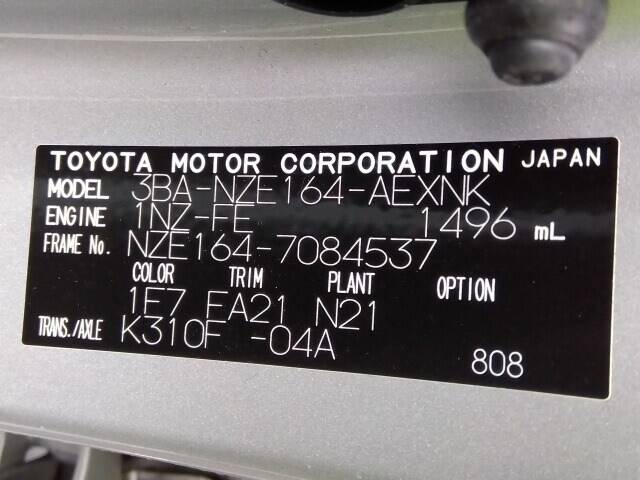 TOYOTA MOTOR CORPORATION JAPAN
MODEL 3BA-NZE164-AEXNK
ENGINE 1NZ-FE 1496 mL
FRAME No. NZE164-7084537
COLOR TRIM PLANT OPTION
1F7 FA21 N21
TRANS./AXLE K310F -04A
808